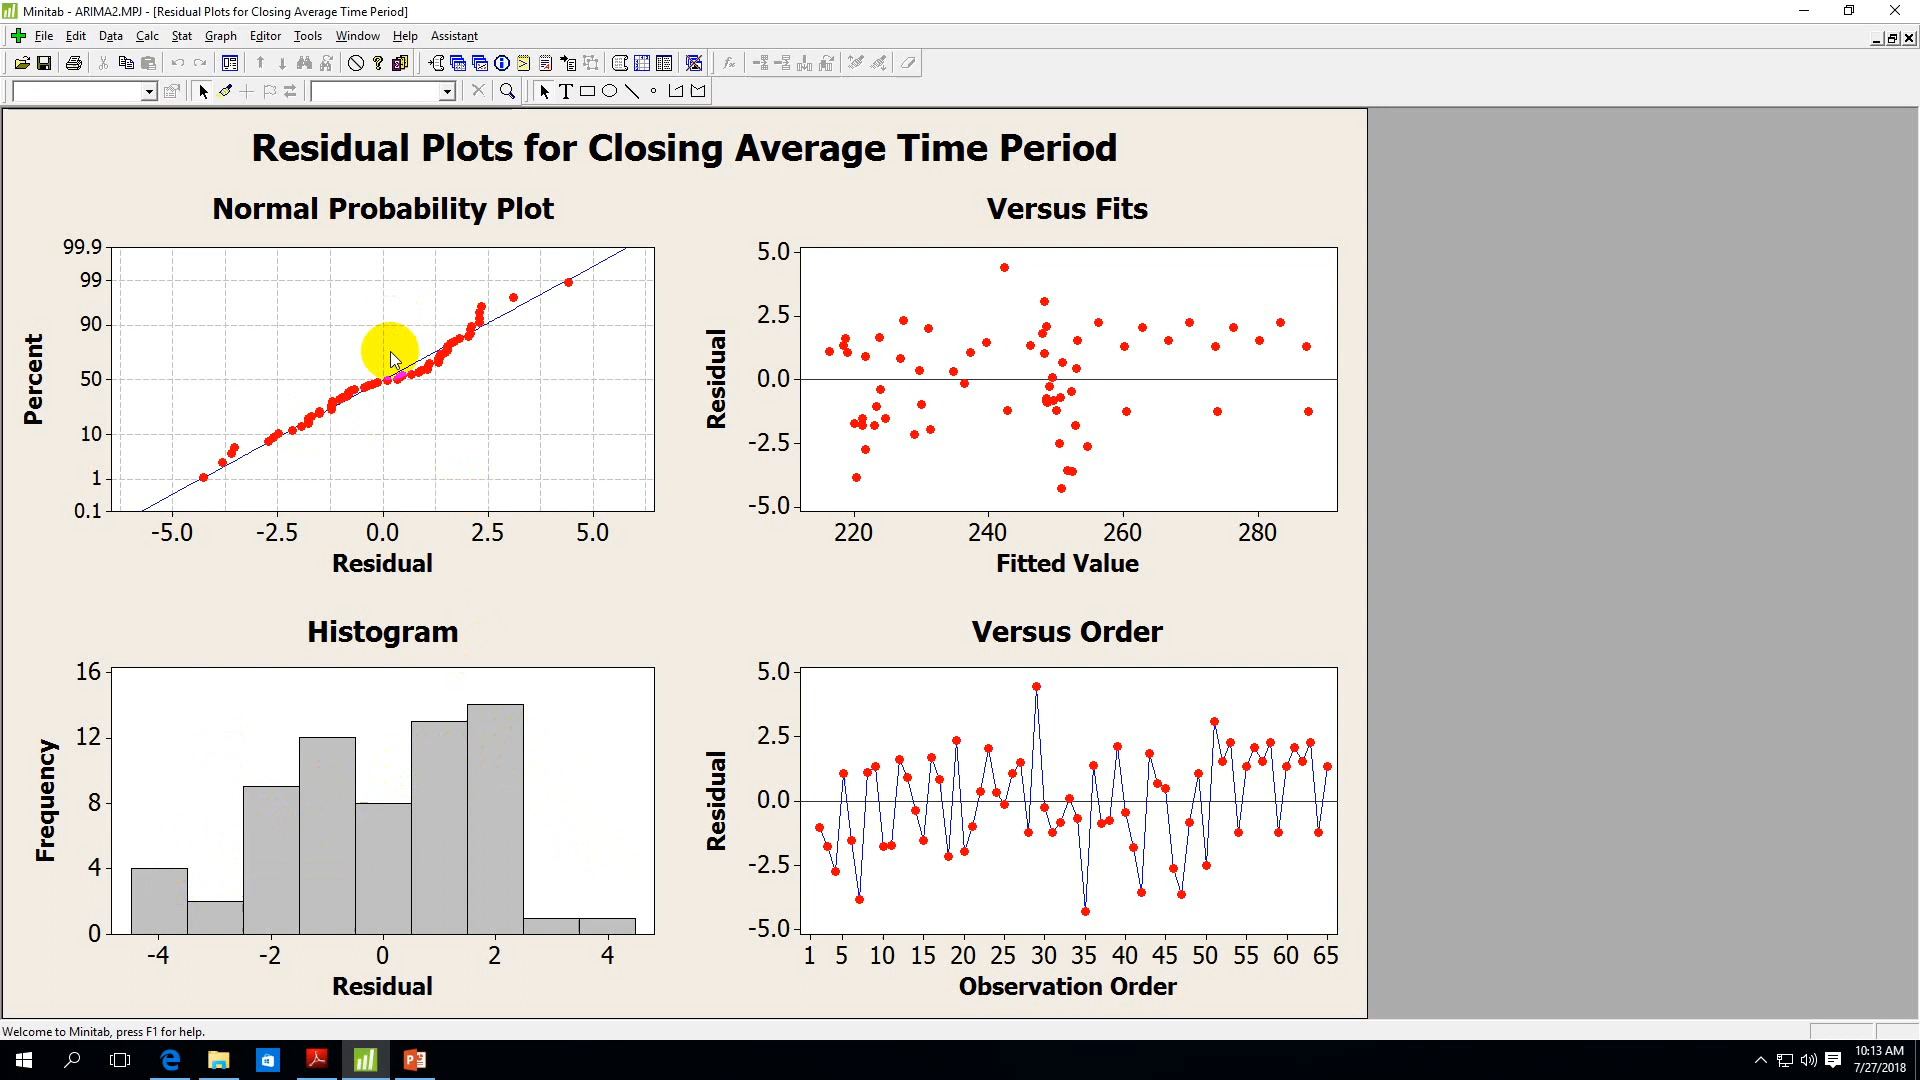 Minitab - ARIMA2.MPJ - [Residual Plots for Closing Average Time Period]
File Edit Data Calc Stat Graph Editor Tools Window Help Assistant
Residual Plots for Closing Average Time Period
Normal Probability Plot
99.9
99
90
50
10
1
0.1
Percent
-5.0 -2.5 0.0 2.5 5.0
Residual
Versus Fits
5.0
2.5
0.0
-2.5
-5.0
Residual
220 240 260 280
Fitted Value
Histogram
16
12
8
4
0
Frequency
-4 -2 0 2 4
Residual
Versus Order
5.0
2.5
0.0
-2.5
-5.0
Residual
1 5 10 15 20 25 30 35 40 45 50 55 60 65
Observation Order
Welcome to Minitab, press F1 for help.
10:13 AM
7/27/2018